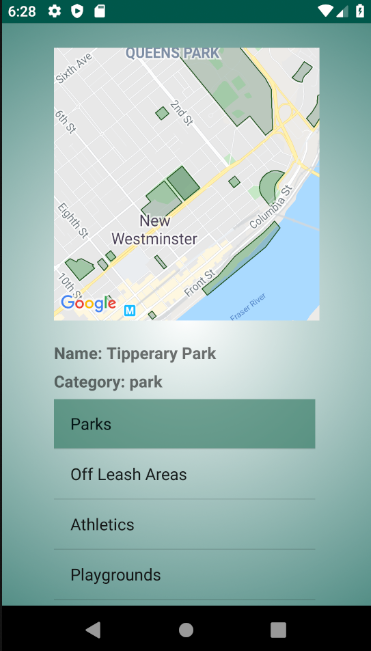 6:28
QUEENS PARK
Sixth Ave
2nd St
6th St
Eighth St
New
Westminster
Columbia St
10th St
Front St
Google
M
Fraser River
Name: Tipperary Park
Category: park
Parks
Off Leash Areas
Athletics
Playgrounds